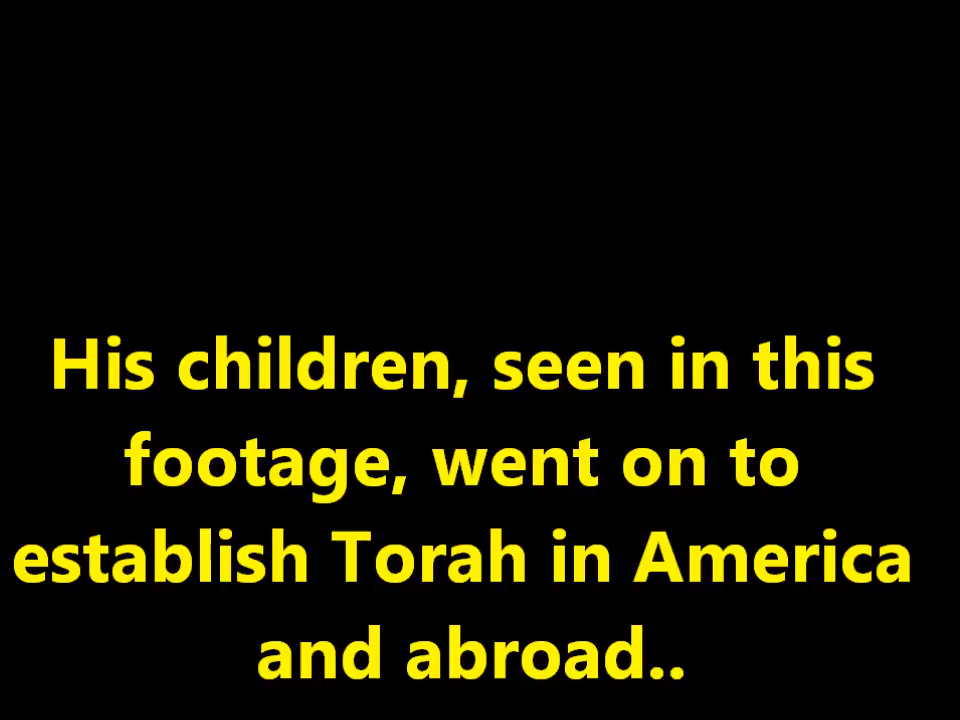 His children, seen in this
footage, went on to
establish Torah in America
and abroad..